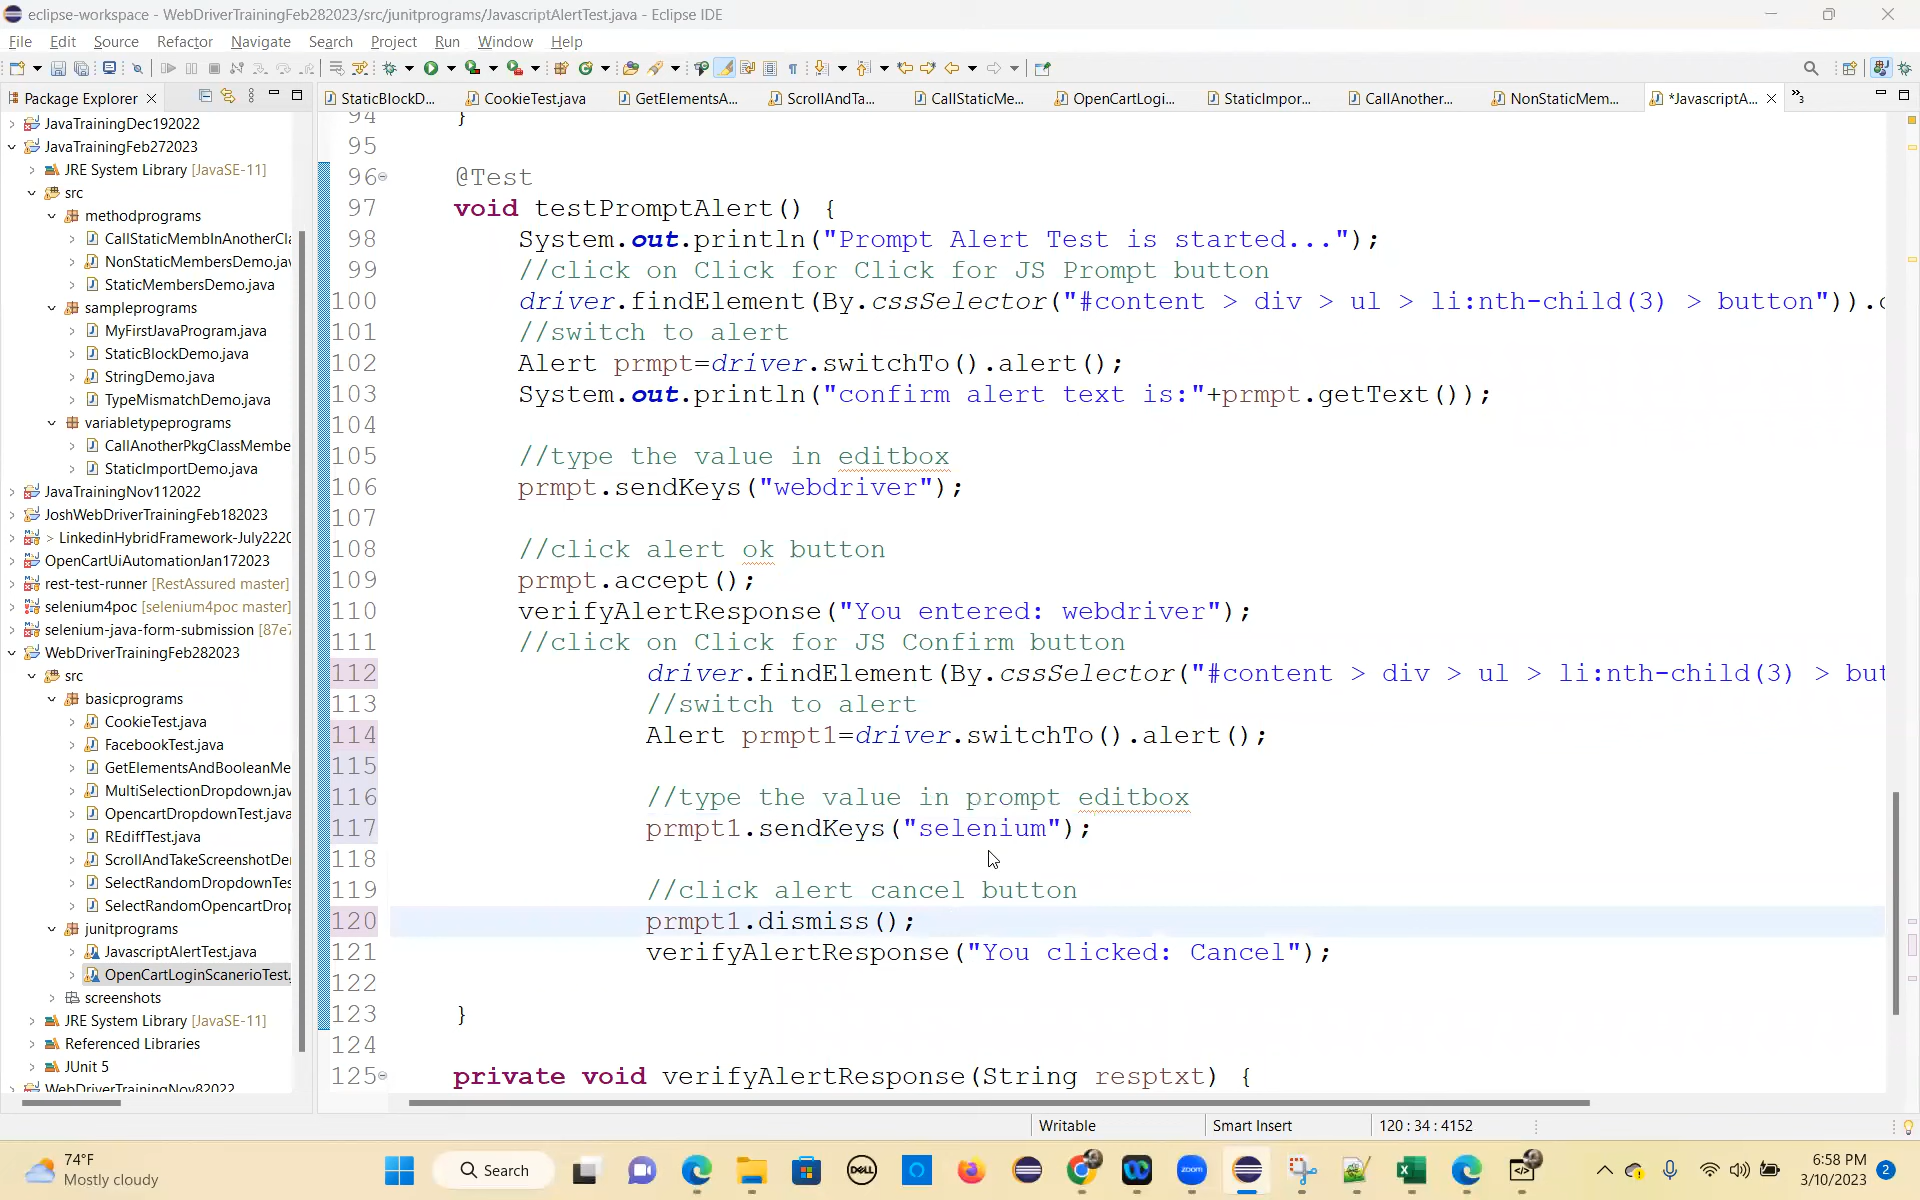 eclipse-workspace - WebDriverTrainingFeb282023/src/junitprograms/JavascriptAlertTest.java - Eclipse IDE
File Edit Source Refactor Navigate Search Project Run Window Help
Package Explorer
StaticBlockD... CookieTest.java GetElementsA... ScrollAndTa... CallStaticMe... OpenCartLogi... StaticImpor... CallAnother... NonStaticMem... *JavascriptA... »3
JavaTrainingDec192022
JavaTrainingFeb272023
JRE System Library [JavaSE-11]
src
methodprograms
CallStaticMembInAnotherCla
NonStaticMembersDemo.jav
StaticMembersDemo.java
sampleprograms
MyFirstJavaProgram.java
StaticBlockDemo.java
StringDemo.java
TypeMismatchDemo.java
variabletypeprograms
CallAnotherPkgClassMembe
StaticImportDemo.java
JavaTrainingNov112022
JoshWebDriverTrainingFeb182023
> LinkedinHybridFramework-July2220
OpenCartUiAutomationJan172023
rest-test-runner [RestAssured master]
selenium4poc [selenium4poc master]
selenium-java-form-submission [87e7
WebDriverTrainingFeb282023
src
basicprograms
CookieTest.java
FacebookTest.java
GetElementsAndBooleanMe
MultiSelectionDropdown.jav
OpencartDropdownTest.java
REdiffTest.java
ScrollAndTakeScreenshotDer
SelectRandomDropdownTes
SelectRandomOpencartDrop
junitprograms
JavascriptAlertTest.java
OpenCartLoginScanerioTest.
screenshots
JRE System Library [JavaSE-11]
Referenced Libraries
JUnit 5
WebDriverTrainingNov82022
94 }
95
96 @Test
97 void testPromptAlert() {
98 System.out.println("Prompt Alert Test is started...");
99 //click on Click for Click for JS Prompt button
100 driver.findElement(By.cssSelector("#content > div > ul > li:nth-child(3) > button")).c
101 //switch to alert
102 Alert prmpt=driver.switchTo().alert();
103 System.out.println("confirm alert text is:"+prmpt.getText());
104
105 //type the value in editbox
106 prmpt.sendKeys("webdriver");
107
108 //click alert ok button
109 prmpt.accept();
110 verifyAlertResponse("You entered: webdriver");
111 //click on Click for JS Confirm button
112 driver.findElement(By.cssSelector("#content > div > ul > li:nth-child(3) > but
113 //switch to alert
114 Alert prmpt1=driver.switchTo().alert();
115
116 //type the value in prompt editbox
117 prmpt1.sendKeys("selenium");
118
119 //click alert cancel button
120 prmpt1.dismiss();
121 verifyAlertResponse("You clicked: Cancel");
122
123 }
124
125 private void verifyAlertResponse(String resptxt) {
Writable Smart Insert 120 : 34 : 4152
74°F
Mostly cloudy
Search
DELL
zoom
6:58 PM
3/10/2023
2